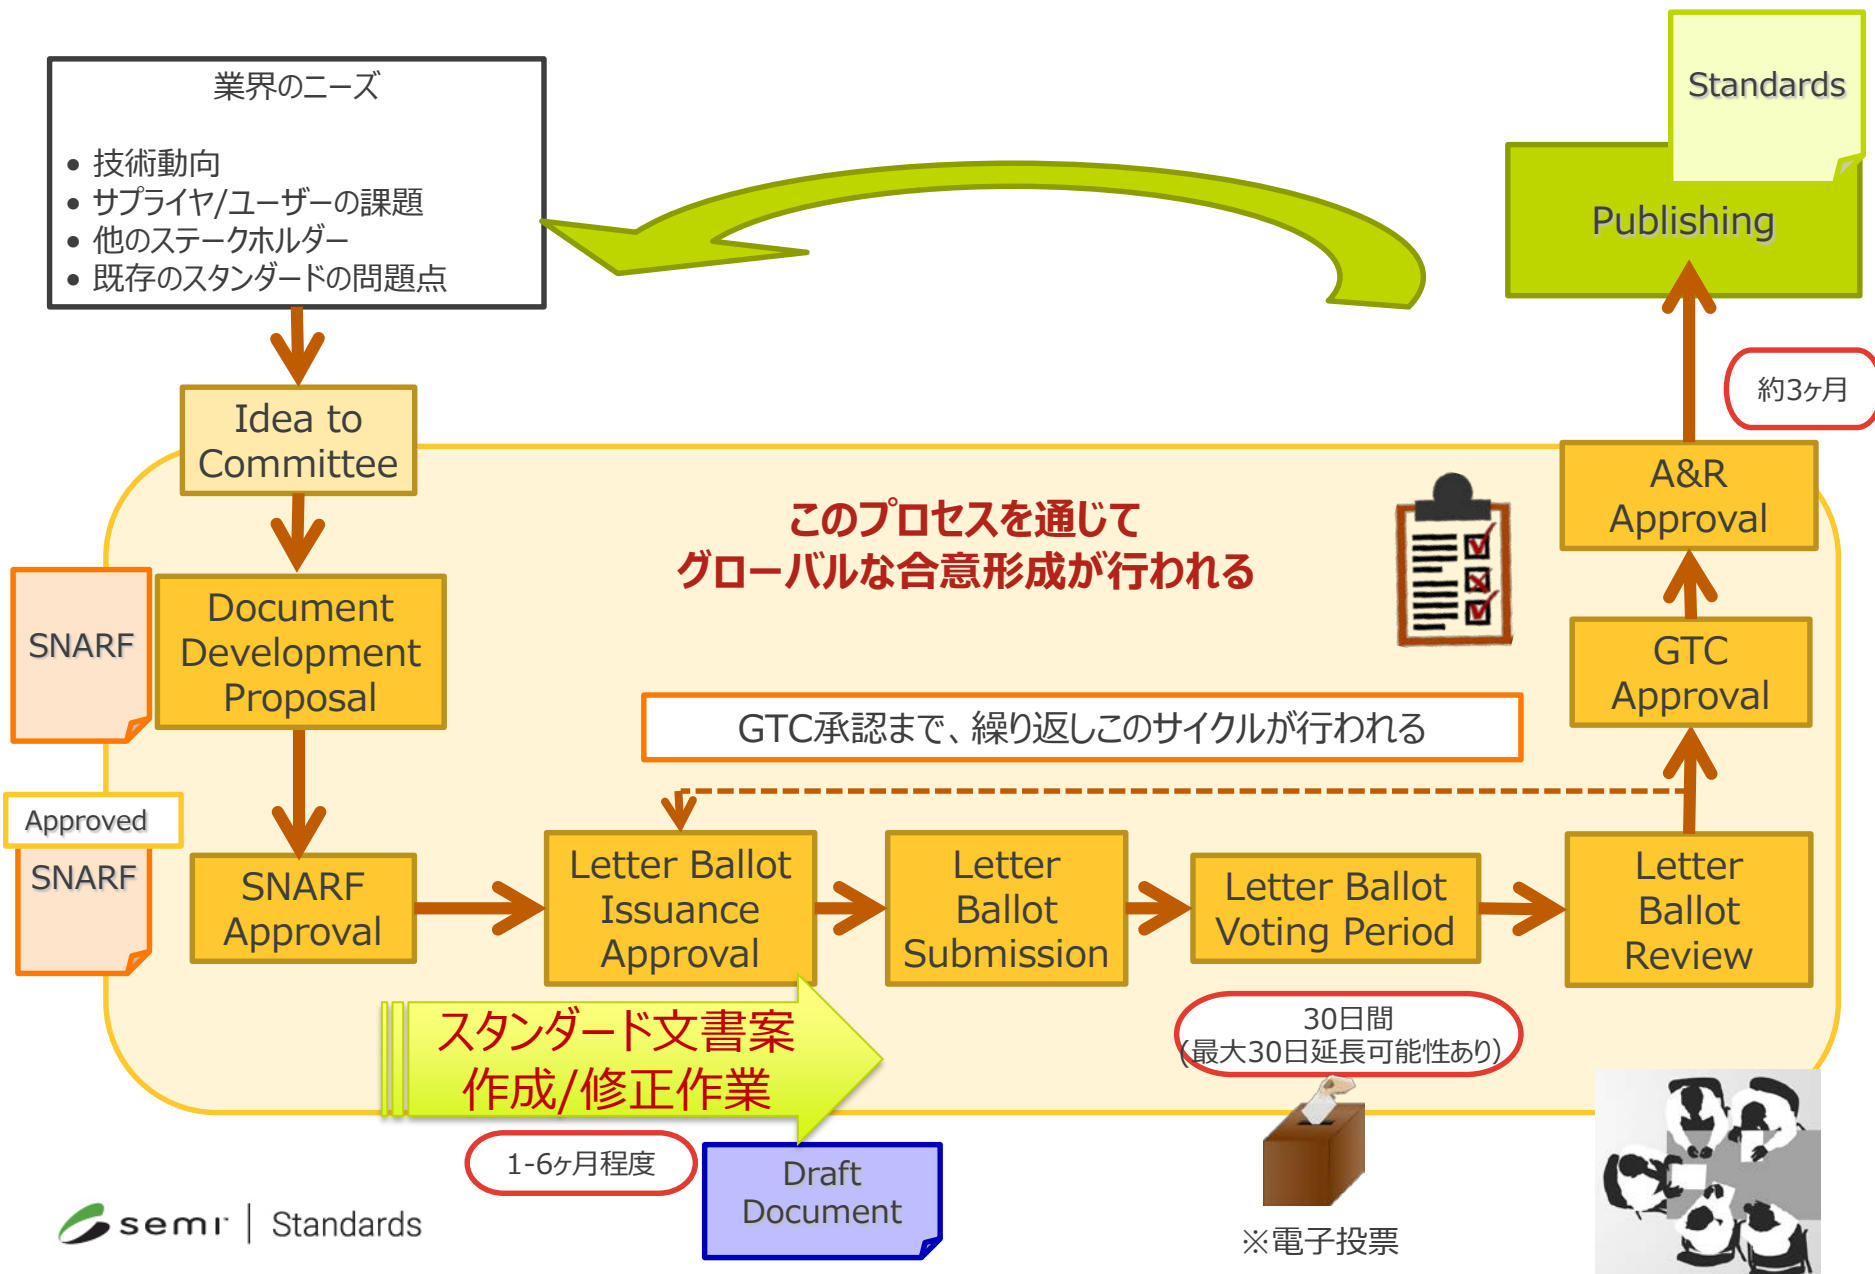 業界のニーズ
• 技術動向
• サプライヤ/ユーザーの課題
• 他のステークホルダー
• 既存のスタンダードの問題点
Standards
Publishing
約3ヶ月
Idea to
Committee
A&R
Approval
このプロセスを通じて
グローバルな合意形成が行われる
SNARF
Document
Development
Proposal
GTC
Approval
GTC承認まで、繰り返しこのサイクルが行われる
Approved
SNARF
SNARF
Approval
Letter Ballot
Issuance
Approval
Letter
Ballot
Submission
Letter Ballot
Voting Period
Letter
Ballot
Review
スタンダード文書案
作成/修正作業
30日間
(最大30日延長可能性あり)
1-6ヶ月程度
Draft
Document
※電子投票
semi | Standards